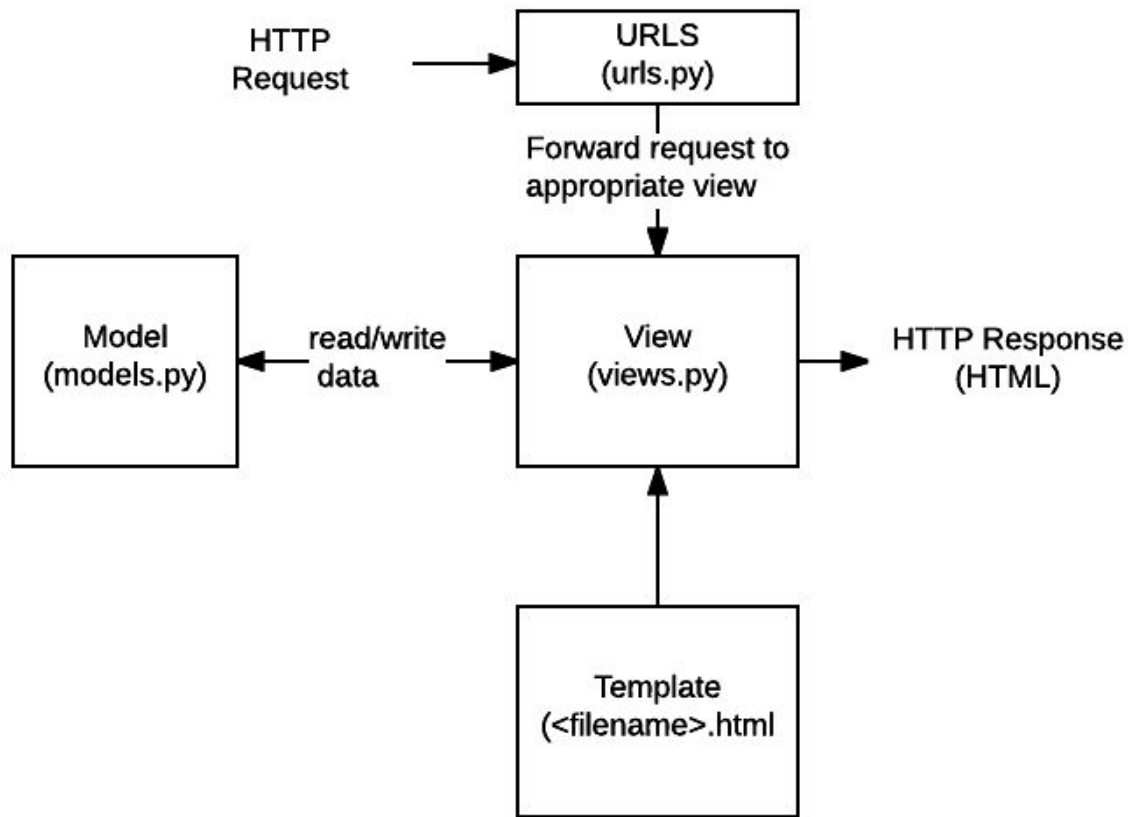 HTTP
Request
URLS
(urls.py)
Forward request to
appropriate view
Model
(models.py)
read/write
data
View
(views.py)
HTTP Response
(HTML)
Template
(<filename>.html